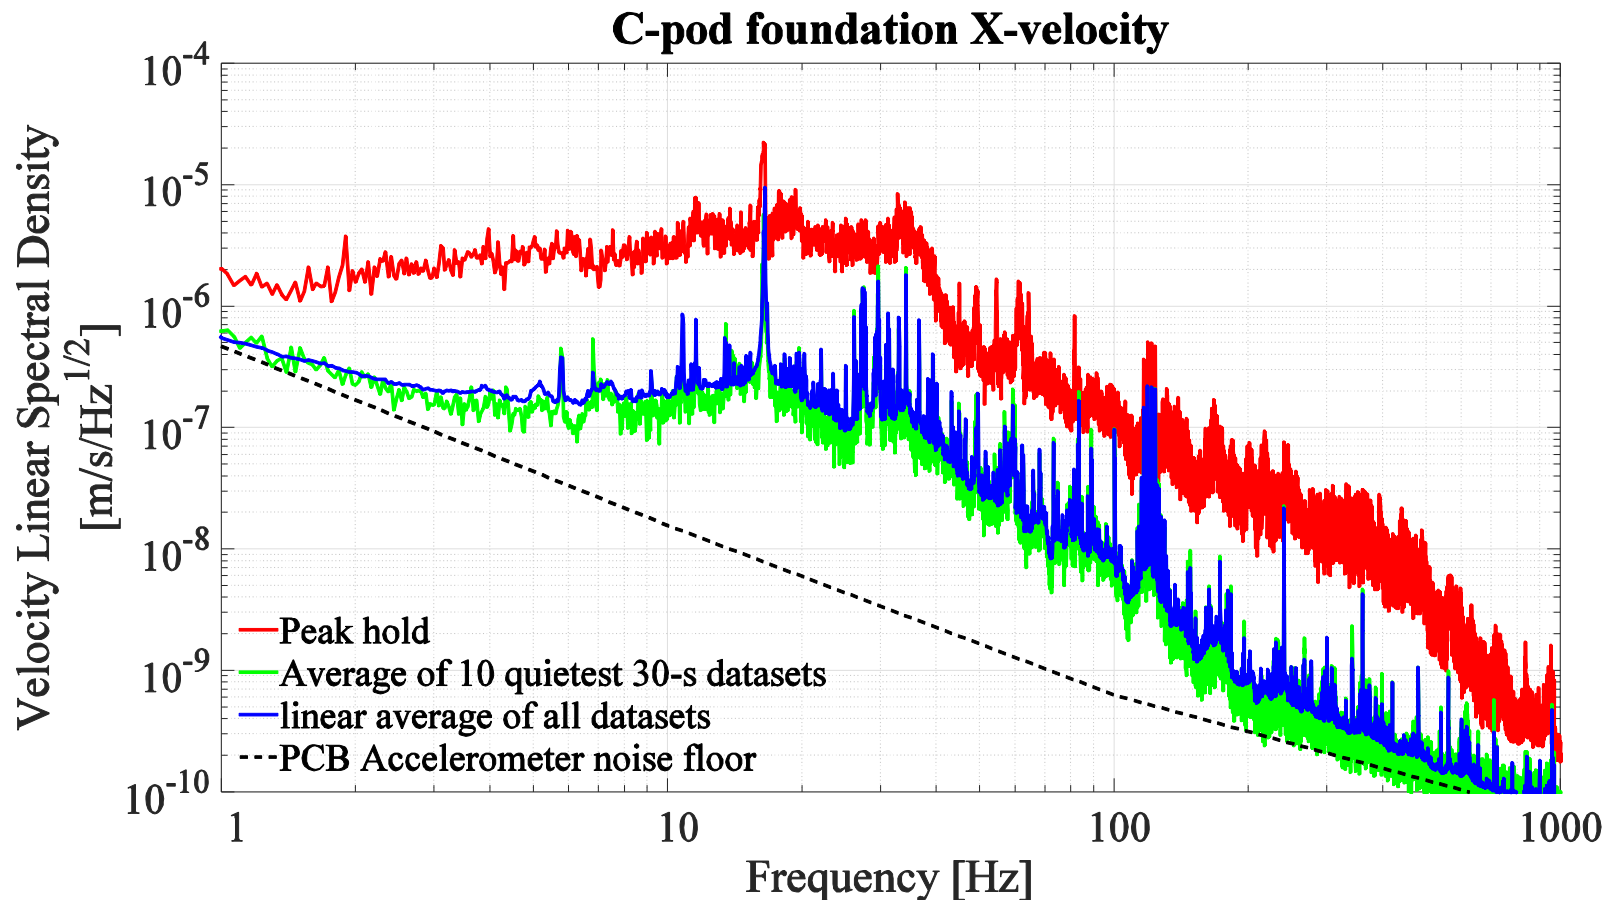 C-pod foundation X-velocity
Velocity Linear Spectral Density
[m/s/Hz^1/2]
10^-4
10^-5
10^-6
10^-7
10^-8
10^-9
10^-10
Peak hold
Average of 10 quietest 30-s datasets
linear average of all datasets
PCB Accelerometer noise floor
1 10 100 1000
Frequency [Hz]